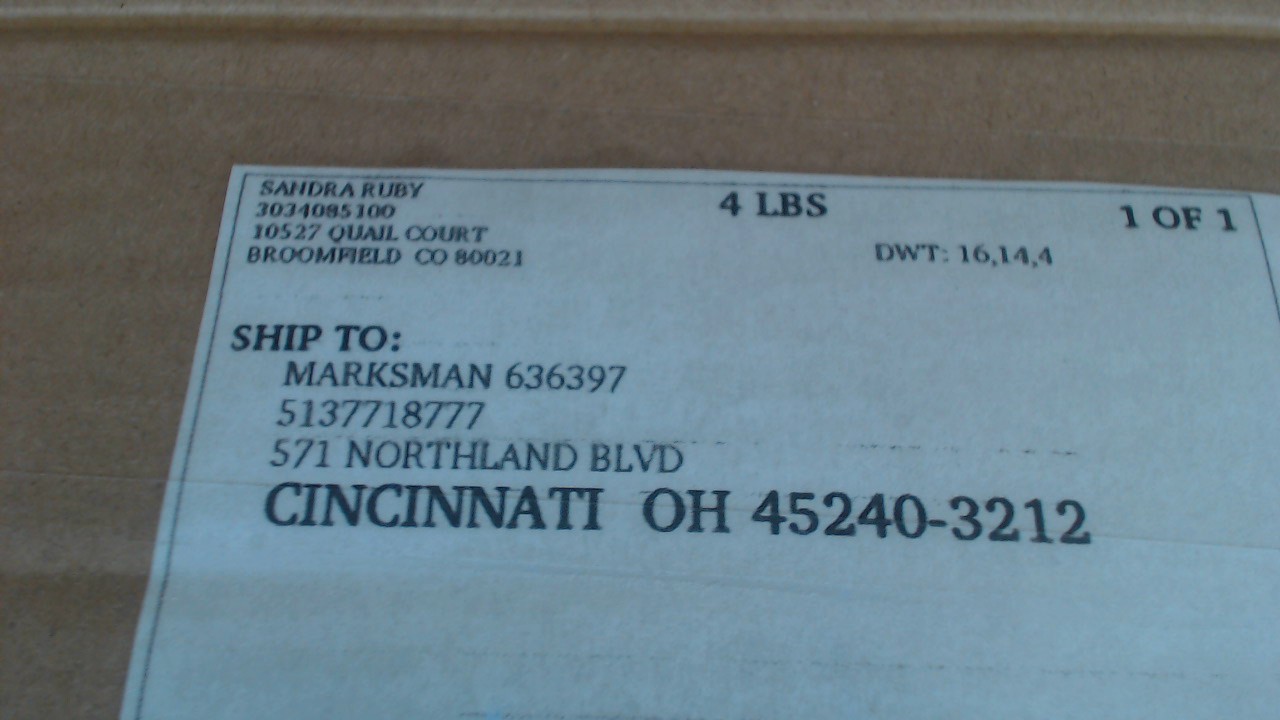 SANDRA RUBY
3034085100
10527 QUAIL COURT
BROOMFIELD CO 80021
4 LBS
1 OF 1
DWT: 16,14,4
SHIP TO:
MARKSMAN 636397
5137718777
571 NORTHLAND BLVD
CINCINNATI OH 45240-3212